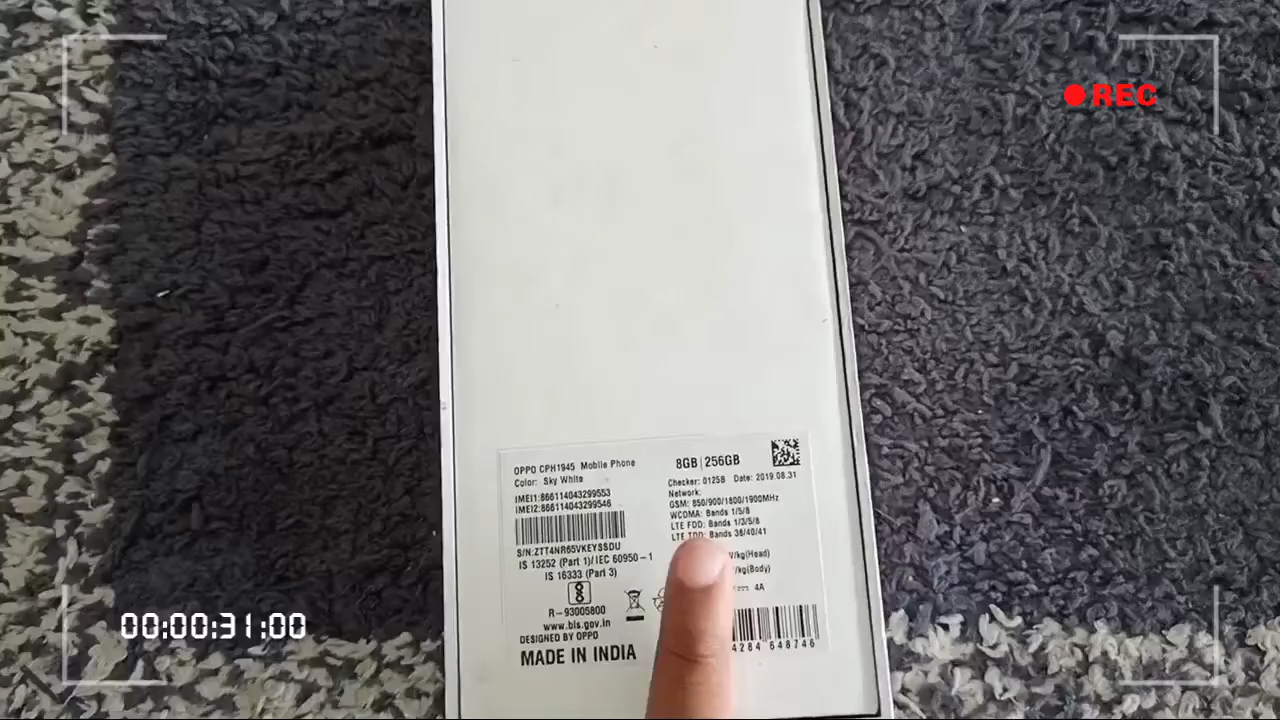 REC
OPPO CPH1945 Mobile Phone
Color: Sky White
IMEI1:866114043299553
IMEI2:866114043299546
S/N:ZTT4NR65VKEYSSDU
IS 13252 (Part 1)/IEC 60950-1
IS 16333 (Part 3)
R-93005800
www.bis.gov.in
DESIGNED BY OPPO
MADE IN INDIA
8GB|256GB
Checker: 01258 Date: 2019.08.31
Network:
GSM: 850/900/1800/1900MHz
WCDMA: Bands 1/5/8
LTE FDD: Bands 1/3/5/8
LTE TDD: Bands 38/40/41
/kg(Head)
/kg(Body)
4A
4284 648746
00:00:31:00